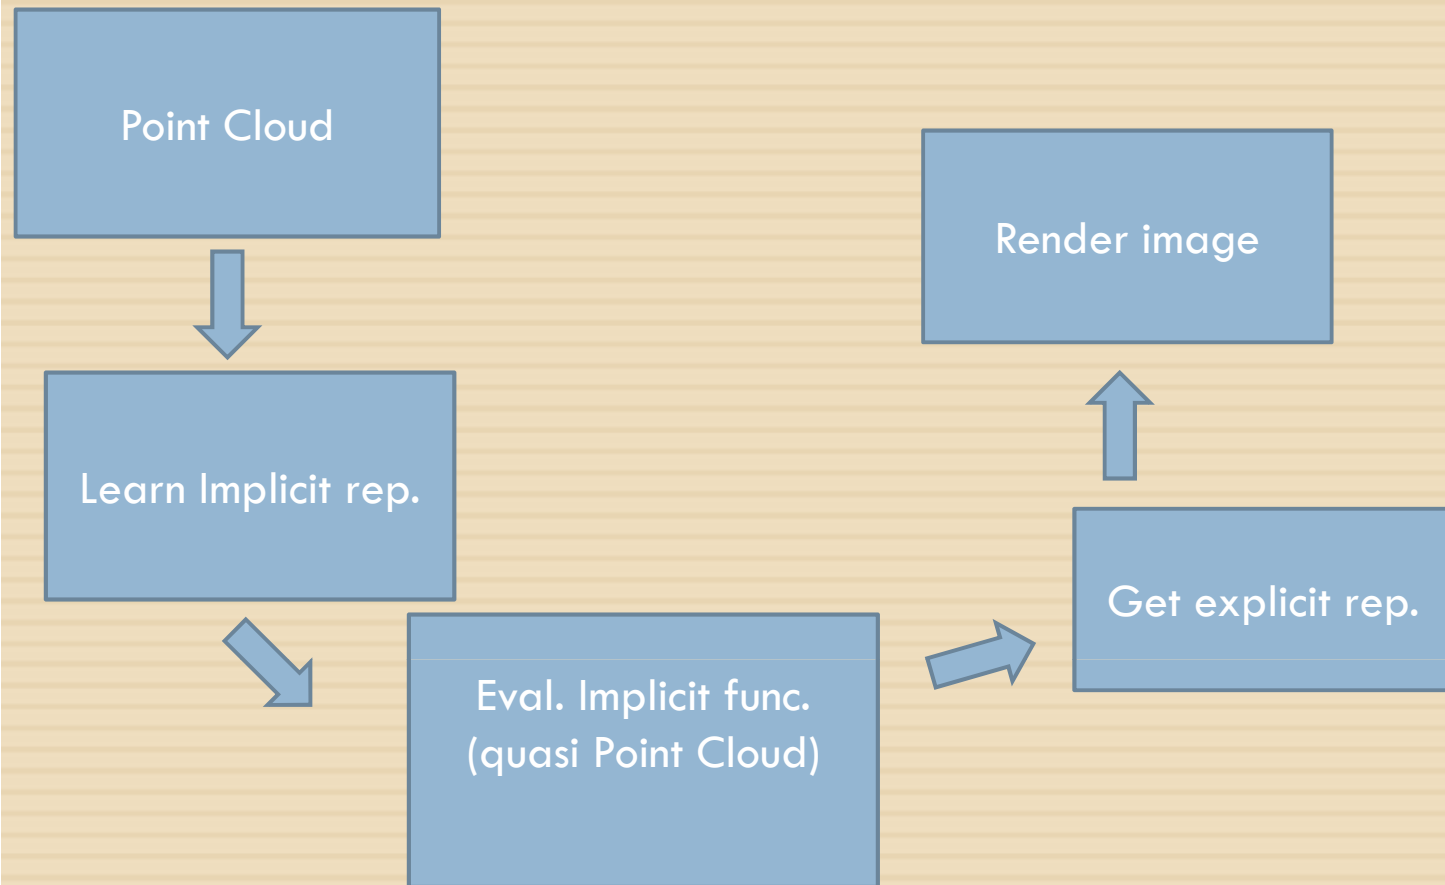 Point Cloud
Learn Implicit rep.
Eval. Implicit func.
(quasi Point Cloud)
Get explicit rep.
Render image